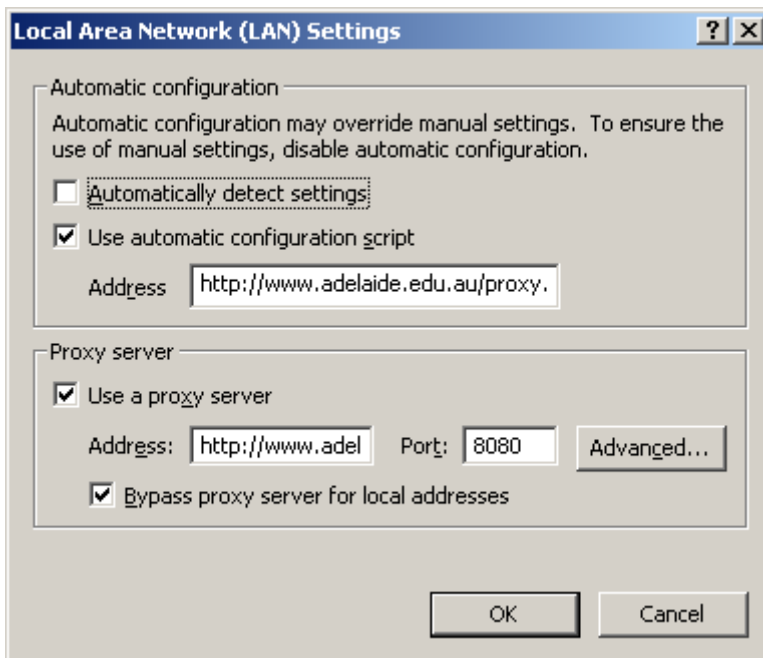 Local Area Network (LAN) Settings
Automatic configuration
Automatic configuration may override manual settings. To ensure the
use of manual settings, disable automatic configuration.
Automatically detect settings
Use automatic configuration script
Address http://www.adelaide.edu.au/proxy.
Proxy server
Use a proxy server
Address: http://www.adel Port: 8080 Advanced...
Bypass proxy server for local addresses
OK Cancel